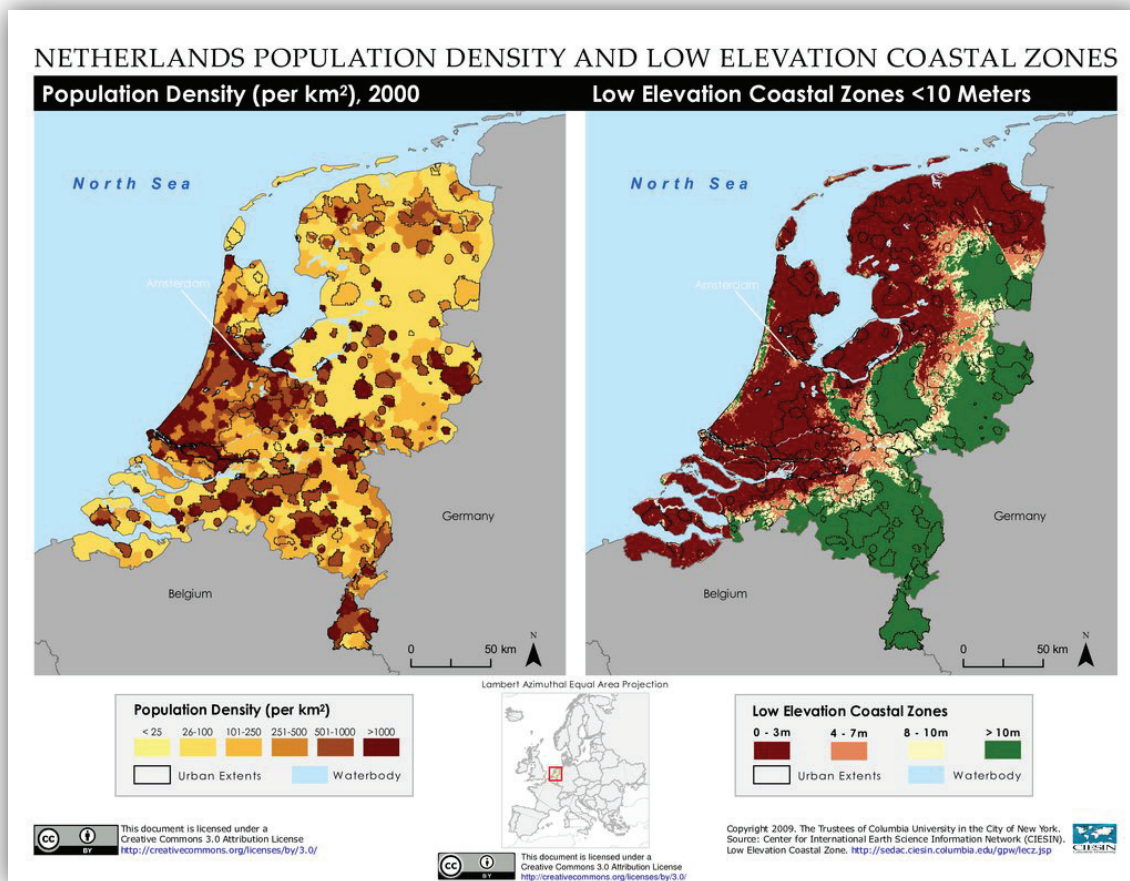 NETHERLANDS POPULATION DENSITY AND LOW ELEVATION COASTAL ZONES
Population Density (per km²), 2000
North Sea
Amsterdam
Germany
Belgium
0 50 km
N
Low Elevation Coastal Zones <10 Meters
North Sea
Amsterdam
Germany
Belgium
0 50 km
N
Lambert Azimuthal Equal Area Projection
Population Density (per km²)
< 25 26-100 101-250 251-500 501-1000 >1000
Urban Extents Waterbody
Low Elevation Coastal Zones
0 - 3m 4 - 7m 8 - 10m > 10m
Urban Extents Waterbody
cc BY
This document is licensed under a
Creative Commons 3.0 Attribution License
http://creativecommons.org/licenses/by/3.0/
cc BY
This document is licensed under a
Creative Commons 3.0 Attribution License
http://creativecommons.org/licenses/by/3.0/
Copyright 2009. The Trustees of Columbia University in the City of New York.
Source: Center for International Earth Science Information Network (CIESIN).
Low Elevation Coastal Zone. http://sedac.ciesin.columbia.edu/gpw/lecz.jsp
CIESIN